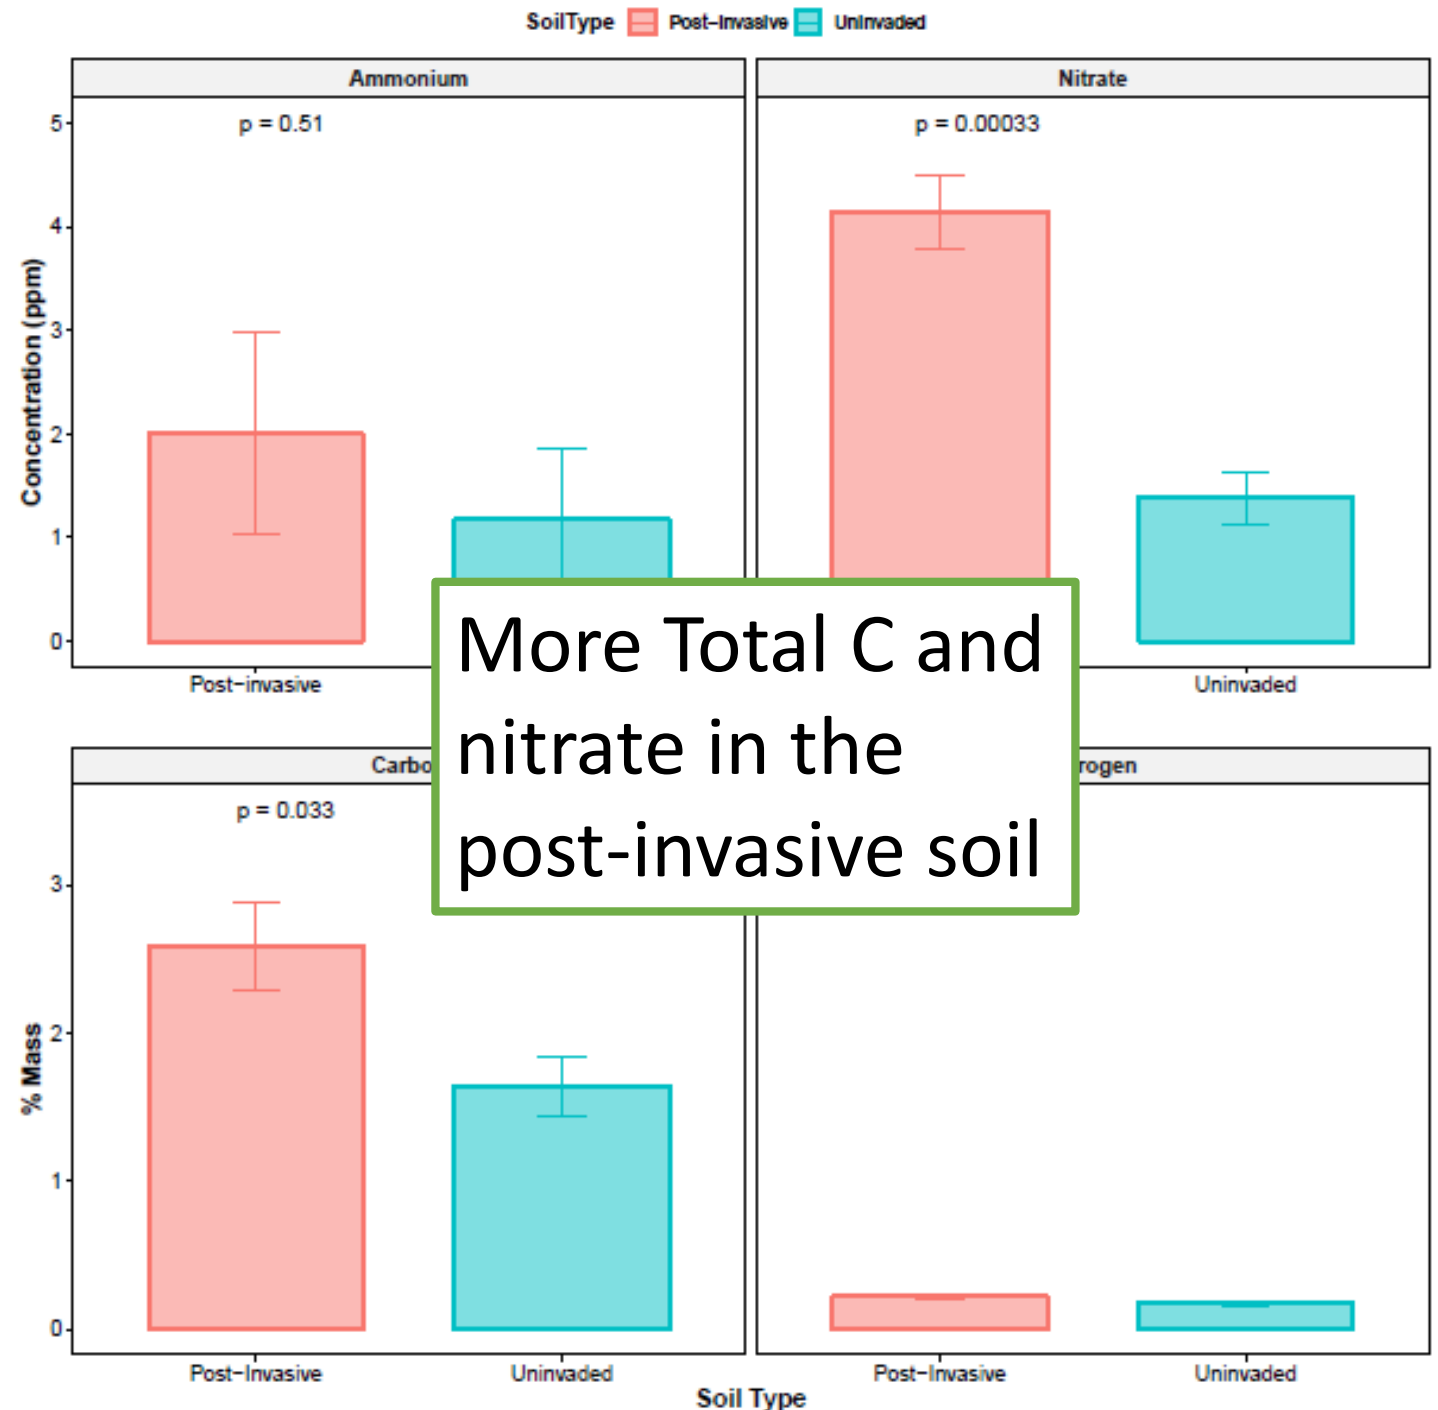 SoilType Post-Invasive Uninvaded
Ammonium
Nitrate
p = 0.51
p = 0.00033
5
4
3
2
1
0
Concentration (ppm)
Post-invasive
Uninvaded
More Total C and
nitrate in the
post-invasive soil
p = 0.033
3
2
1
0
% Mass
Post-Invasive
Uninvaded
Post-Invasive
Uninvaded
Soil Type